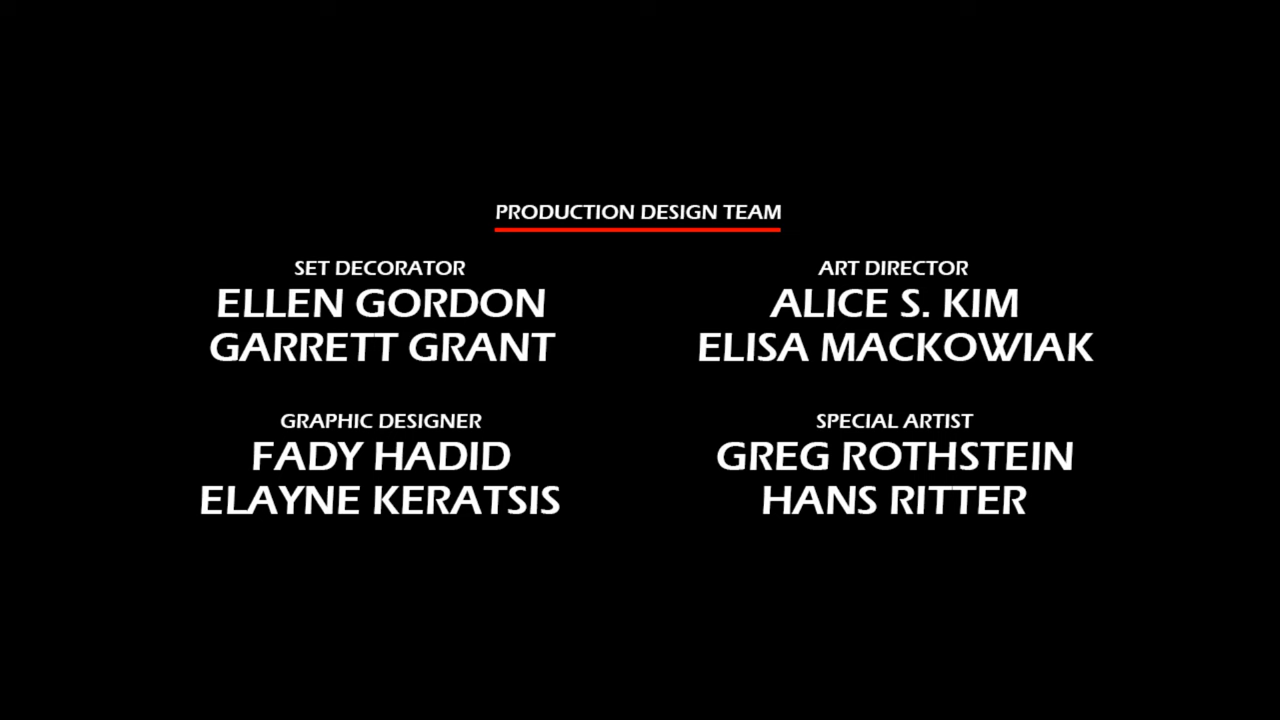 PRODUCTION DESIGN TEAM
SET DECORATOR
ELLEN GORDON
GARRETT GRANT
ART DIRECTOR
ALICE S. KIM
ELISA MACKOWIAK
GRAPHIC DESIGNER
FADY HADID
ELAYNE KERATSIS
SPECIAL ARTIST
GREG ROTHSTEIN
HANS RITTER